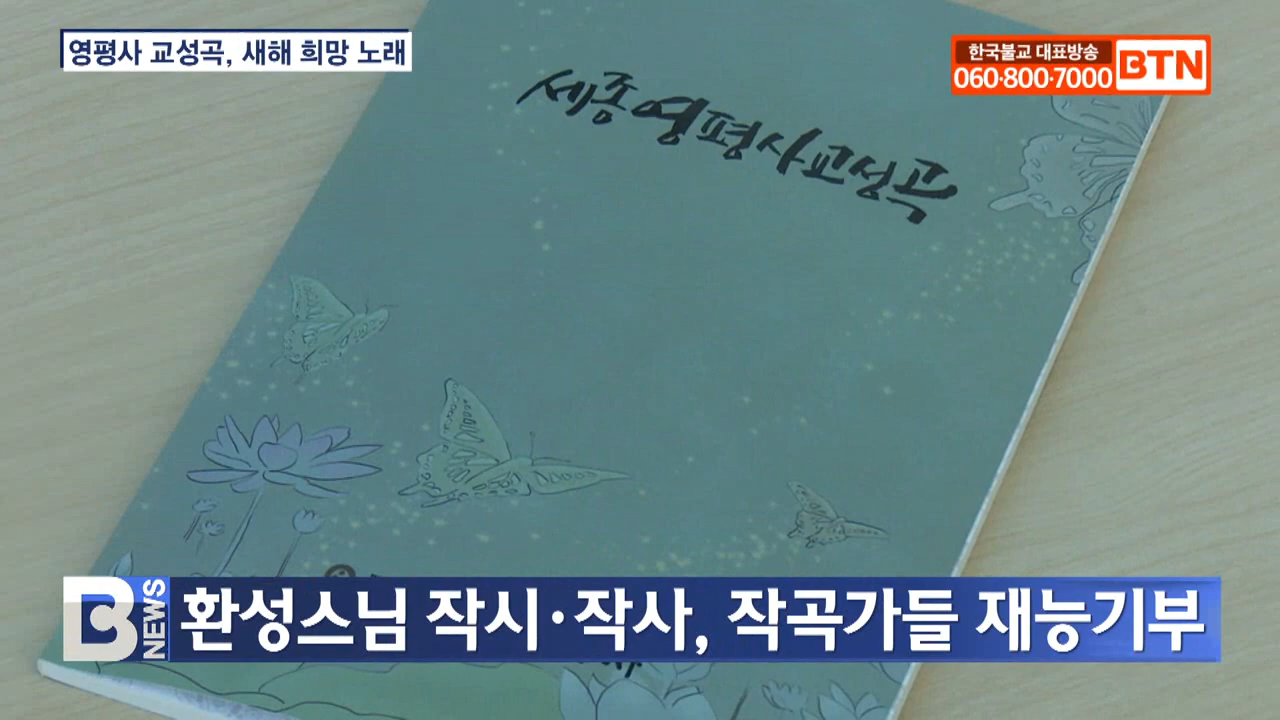 영평사 교성곡, 새해 희망 노래
한국불교 대표방송
060·800·7000
BTN
세종영평사교성곡
B NEWS
환성스님 작시·작사, 작곡가들 재능기부